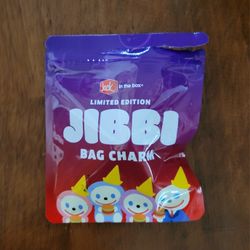 Jack in the box
LIMITED EDITION
JIBBI
BAG CHARM